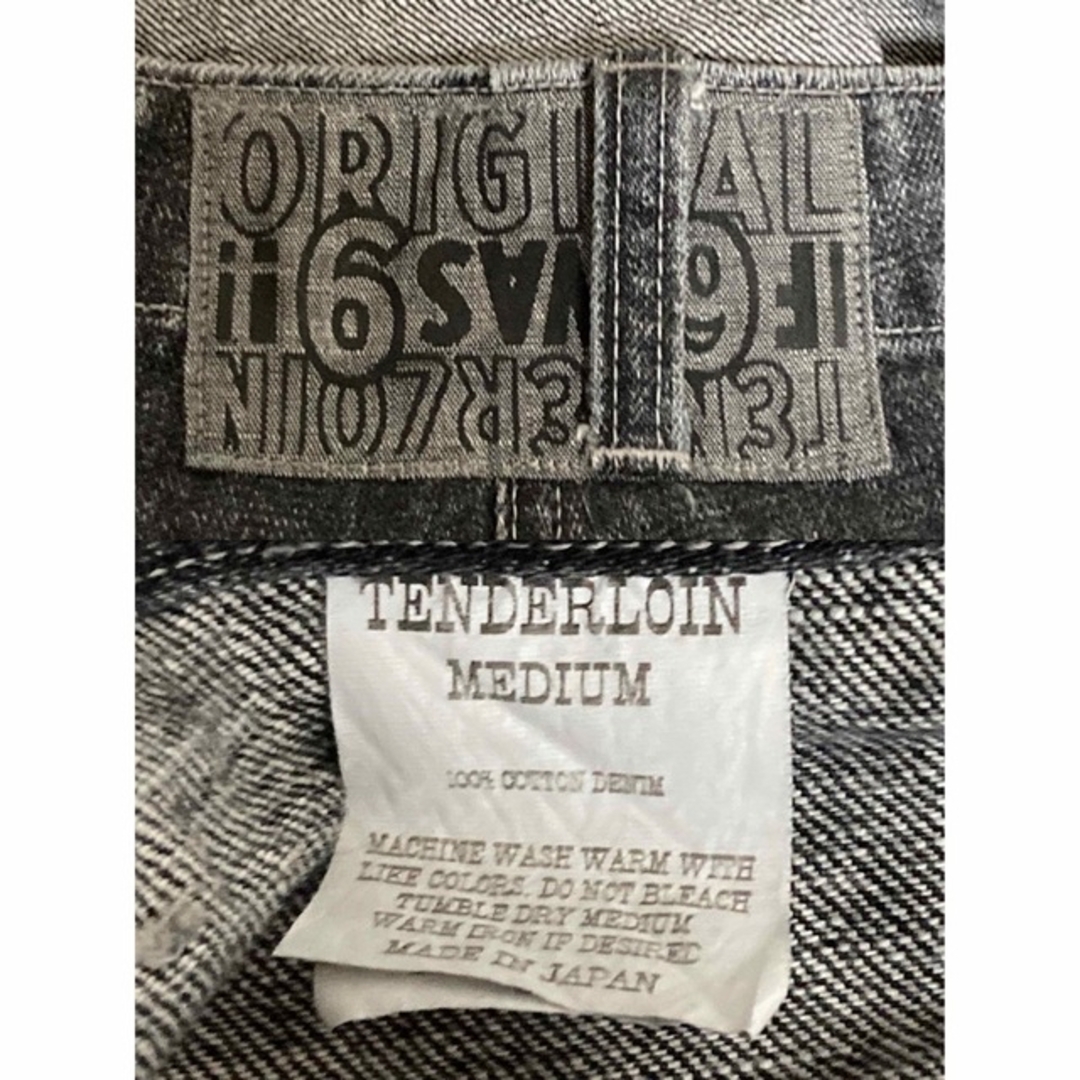 ORIGINAL
IF 6 WAS 9 !!
TENDERLOIN
TENDERLOIN
MEDIUM
100% COTTON DENIM
MACHINE WASH WARM WITH
LIKE COLORS. DO NOT BLEACH
TUMBLE DRY MEDIUM
WARM IRON IF DESIRED
MADE IN JAPAN